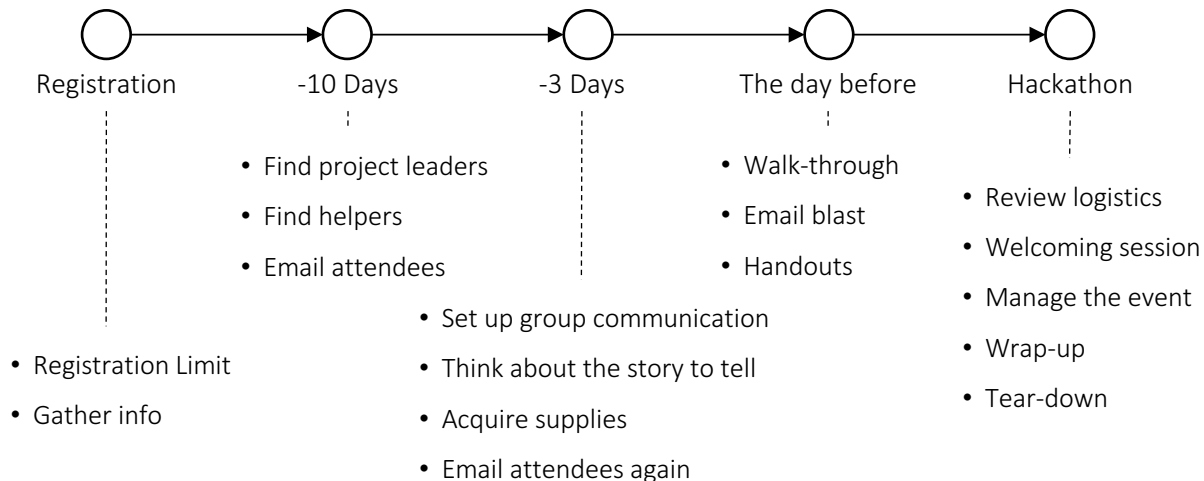 Registration
-10 Days
-3 Days
The day before
Hackathon
• Find project leaders
• Find helpers
• Email attendees
• Walk-through
• Email blast
• Handouts
• Review logistics
• Welcoming session
• Manage the event
• Wrap-up
• Tear-down
• Set up group communication
• Think about the story to tell
• Acquire supplies
• Email attendees again
• Registration Limit
• Gather info